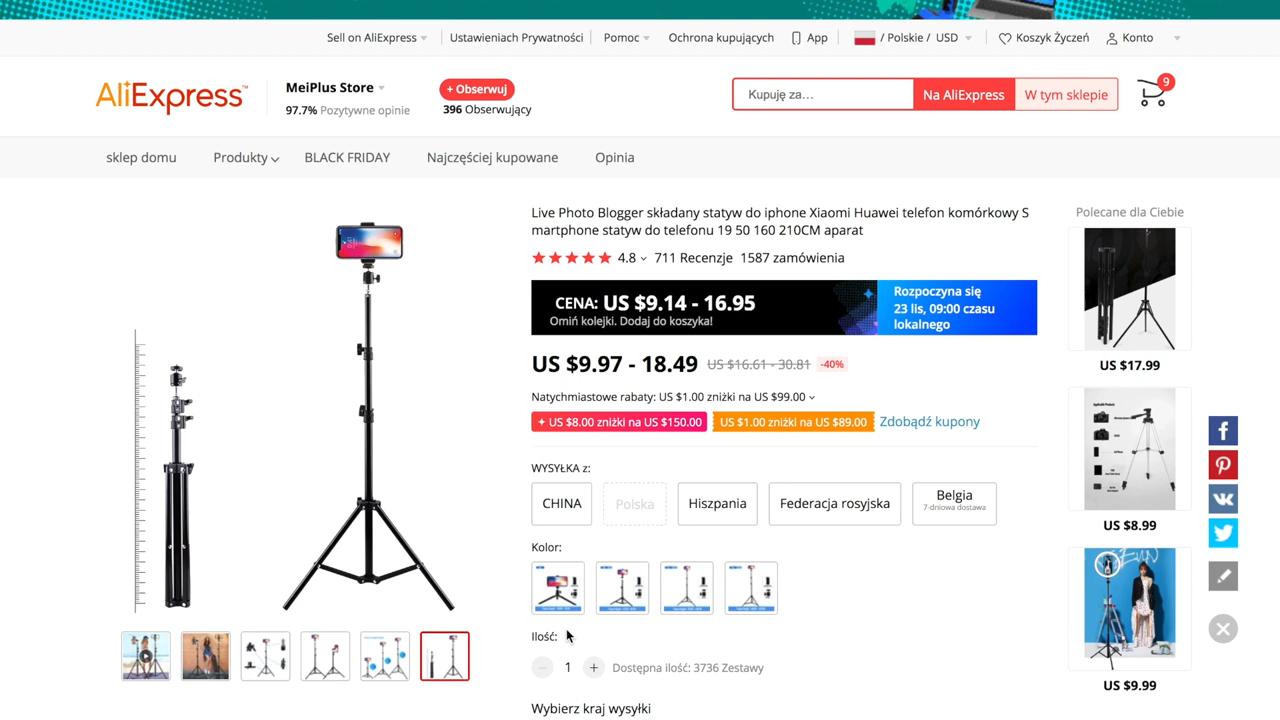 Sell on AliExpress
Ustawieniach Prywatności
Pomoc
Ochrona kupujących
App
/ Polskie / USD
Koszyk Życzeń
Konto
AliExpress™
MeiPlus Store
97.7% Pozytywne opinie
+ Obserwuj
396 Obserwujący
Kupuję za...
Na AliExpress
W tym sklepie
9
sklep domu
Produkty
BLACK FRIDAY
Najczęściej kupowane
Opinia
Live Photo Blogger składany statyw do iphone Xiaomi Huawei telefon komórkowy S
martphone statyw do telefonu 19 50 160 210CM aparat
4.8
711 Recenzje
1587 zamówienia
CENA: US $9.14 - 16.95
Omiń kolejki. Dodaj do koszyka!
Rozpoczyna się
23 lis, 09:00 czasu
lokalnego
US $9.97 - 18.49
US $16.61 - 30.81
-40%
Natychmiastowe rabaty: US $1.00 zniżki na US $99.00
US $8.00 zniżki na US $150.00
US $1.00 zniżki na US $89.00
Zdobądź kupony
WYSYŁKA z:
CHINA
Polska
Hiszpania
Federacja rosyjska
Belgia
7-dniowa dostawa
Kolor:
Ilość:
1
Dostępna ilość: 3736 Zestawy
Wybierz kraj wysyłki
Polecane dla Ciebie
US $17.99
US $8.99
US $9.99